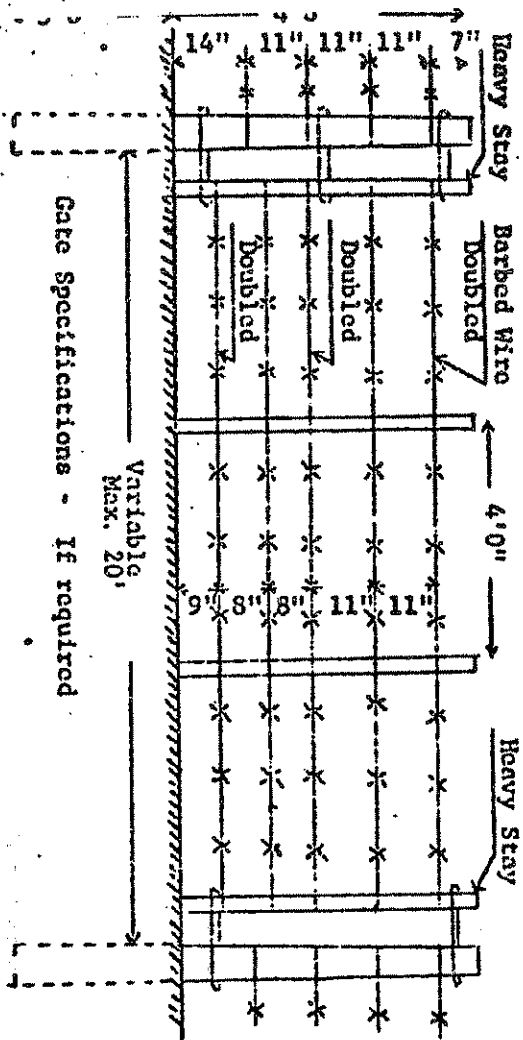 14" 11" 11" 11" 7"
Heavy Stay
Barbed Wire
Doubled
Doubled
Doubled
4'0"
9" 8" 8" 11" 11"
Heavy Stay
Variable
Max. 20'
Gate Specifications - If required